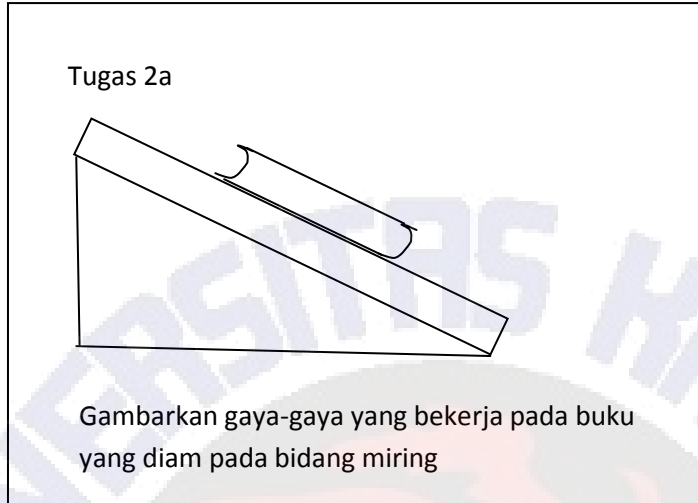 Tugas 2a
Gambarkan gaya-gaya yang bekerja pada buku
yang diam pada bidang miring